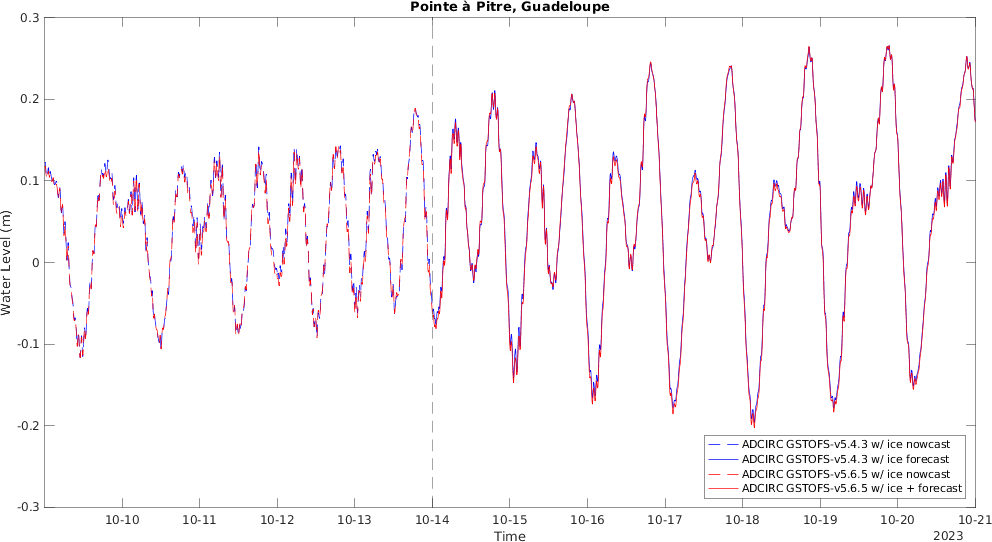 Pointe à Pitre, Guadeloupe
0.3
0.2
0.1
0
-0.1
-0.2
-0.3
Water Level (m)
10-10 10-11 10-12 10-13 10-14 10-15 10-16 10-17 10-18 10-19 10-20 10-21
Time
2023
ADCIRC GSTOFS-v5.4.3 w/ ice nowcast
ADCIRC GSTOFS-v5.4.3 w/ ice forecast
ADCIRC GSTOFS-v5.6.5 w/ ice nowcast
ADCIRC GSTOFS-v5.6.5 w/ ice + forecast